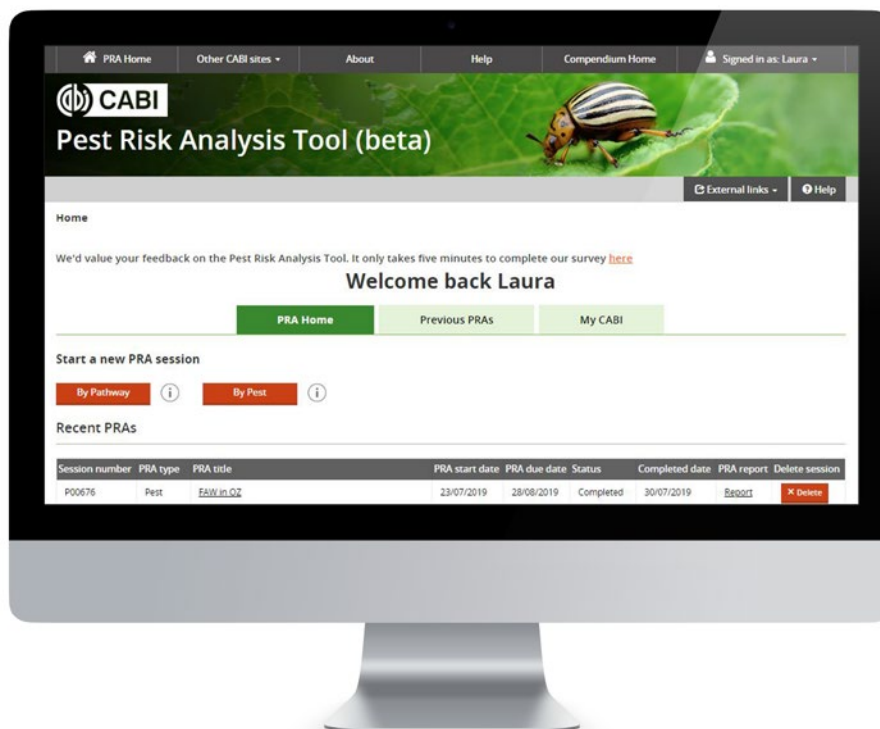 PRA Home Other CABI sites About Help Compendium Home Signed in as: Laura
CABI
Pest Risk Analysis Tool (beta)
External links Help
Home
We'd value your feedback on the Pest Risk Analysis Tool. It only takes five minutes to complete our survey here
Welcome back Laura
PRA Home Previous PRAs My CABI
Start a new PRA session
By Pathway i By Pest i
Recent PRAs
Session number PRA type PRA title PRA start date PRA due date Status Completed date PRA report Delete session
P00676 Pest FAW in OZ 23/07/2019 28/08/2019 Completed 30/07/2019 Report × Delete